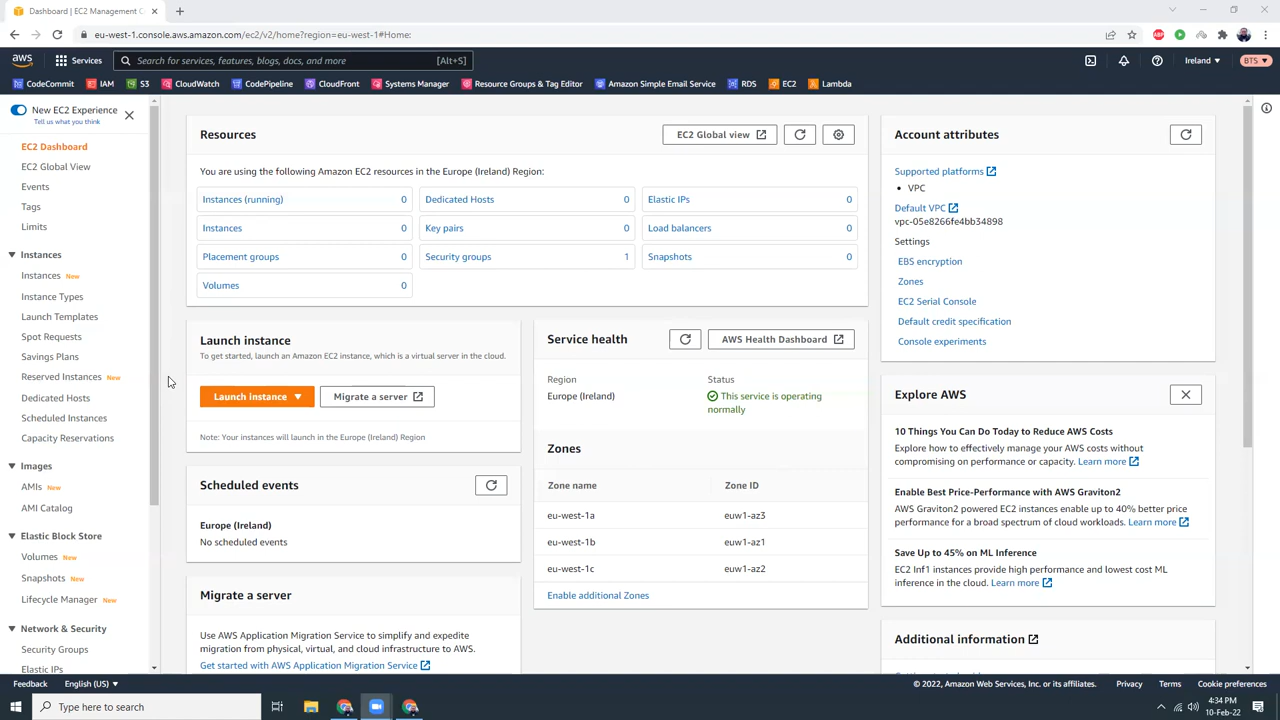 Dashboard | EC2 Management C
eu-west-1.console.aws.amazon.com/ec2/v2/home?region=eu-west-1#Home:
ABP
aws
Services
Search for services, features, blogs, docs, and more
[Alt+S]
Ireland
BTS
CodeCommit
IAM
S3
CloudWatch
CodePipeline
CloudFront
Systems Manager
Resource Groups & Tag Editor
Amazon Simple Email Service
RDS
EC2
Lambda
New EC2 Experience
Tell us what you think
EC2 Dashboard
EC2 Global View
Events
Tags
Limits
Instances
Instances New
Instance Types
Launch Templates
Spot Requests
Savings Plans
Reserved Instances New
Dedicated Hosts
Scheduled Instances
Capacity Reservations
Images
AMIs New
AMI Catalog
Elastic Block Store
Volumes New
Snapshots New
Lifecycle Manager New
Network & Security
Security Groups
Elastic IPs
Resources
EC2 Global view
You are using the following Amazon EC2 resources in the Europe (Ireland) Region:
Instances (running) 0
Dedicated Hosts 0
Elastic IPs 0
Instances 0
Key pairs 0
Load balancers 0
Placement groups 0
Security groups 1
Snapshots 0
Volumes 0
Launch instance
To get started, launch an Amazon EC2 instance, which is a virtual server in the cloud.
Launch instance
Migrate a server
Note: Your instances will launch in the Europe (Ireland) Region
Scheduled events
Europe (Ireland)
No scheduled events
Migrate a server
Use AWS Application Migration Service to simplify and expedite
migration from physical, virtual, and cloud infrastructure to AWS.
Get started with AWS Application Migration Service
Service health
AWS Health Dashboard
Region
Europe (Ireland)
Status
This service is operating
normally
Zones
Zone name
Zone ID
eu-west-1a
euw1-az3
eu-west-1b
euw1-az1
eu-west-1c
euw1-az2
Enable additional Zones
Account attributes
Supported platforms
• VPC
Default VPC
vpc-05e8266fe4bb34898
Settings
EBS encryption
Zones
EC2 Serial Console
Default credit specification
Console experiments
Explore AWS
10 Things You Can Do Today to Reduce AWS Costs
Explore how to effectively manage your AWS costs without
compromising on performance or capacity. Learn more
Enable Best Price-Performance with AWS Graviton2
AWS Graviton2 powered EC2 instances enable up to 40% better price
performance for a broad spectrum of cloud workloads. Learn more
Save Up to 45% on ML Inference
EC2 Inf1 instances provide high performance and lowest cost ML
inference in the cloud. Learn more
Additional information
Feedback
English (US)
© 2022, Amazon Web Services, Inc. or its affiliates.
Privacy
Terms
Cookie preferences
Type here to search
4:34 PM
10-Feb-22